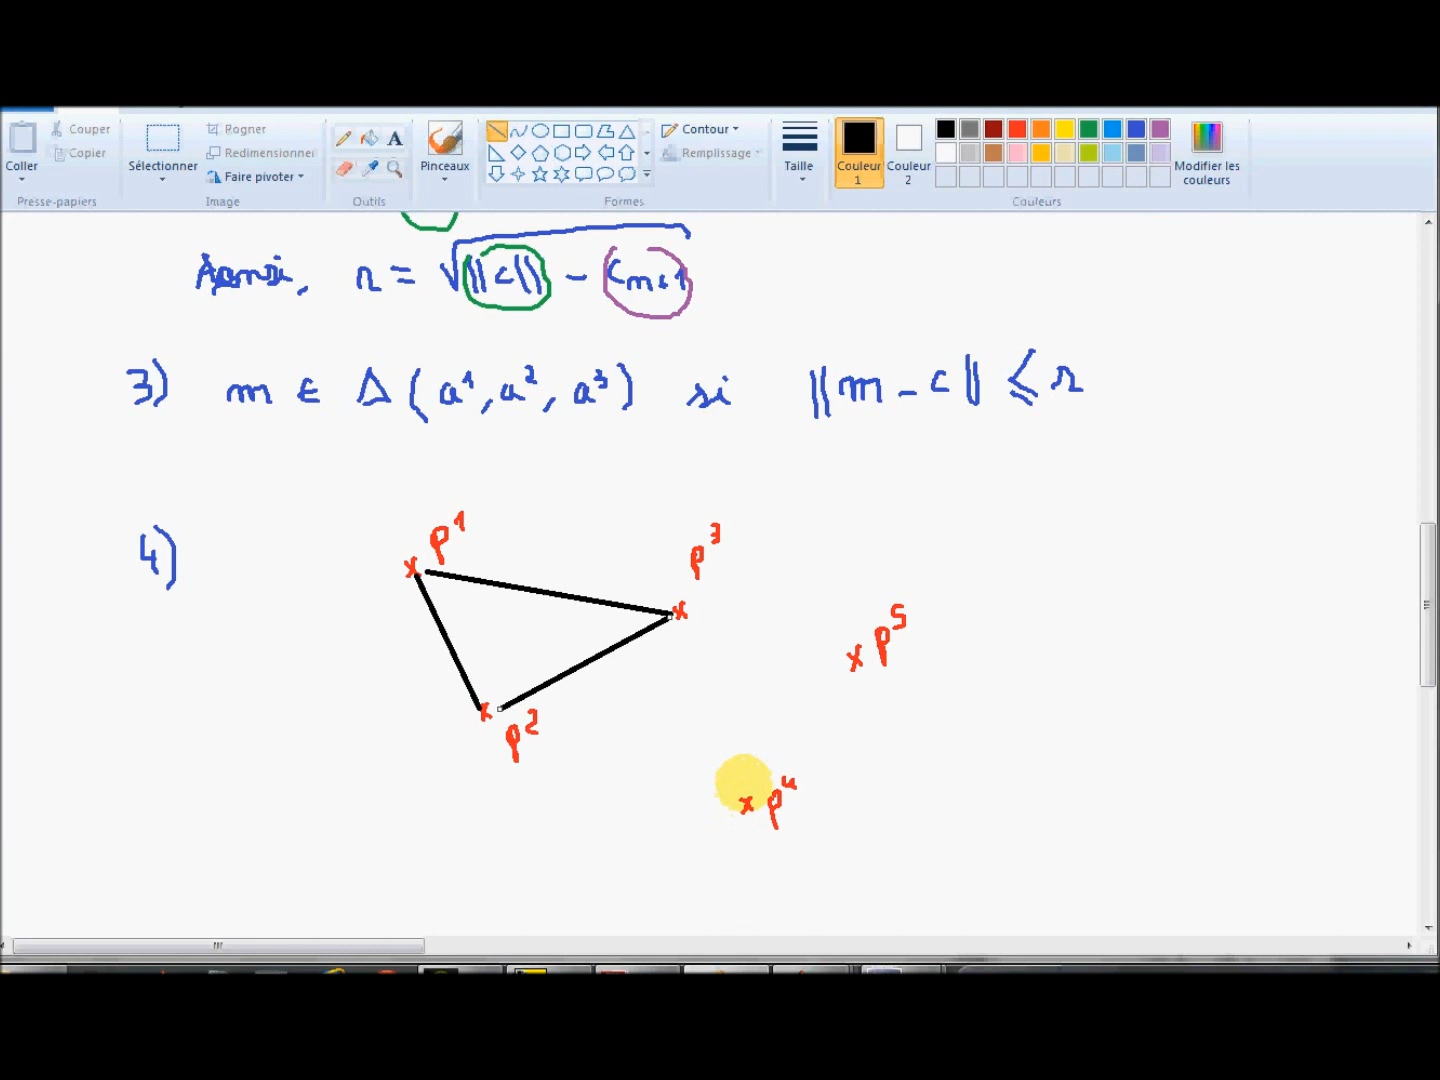 Couper
Copier
Coller
Presse-papiers
Rogner
Redimensionner
Faire pivoter
Sélectionner
Image
A
Outils
Pinceaux
Contour
Remplissage
Formes
Taille
Couleur 1
Couleur 2
Modifier les couleurs
Couleurs
Ainsi, r = √‖c‖ - c_{m+1}
3) m ∈ Δ(a¹, a², a³) si ‖m - c‖ ≤ r
4)
x p¹
x p³
x p⁵
x p²
x p⁴